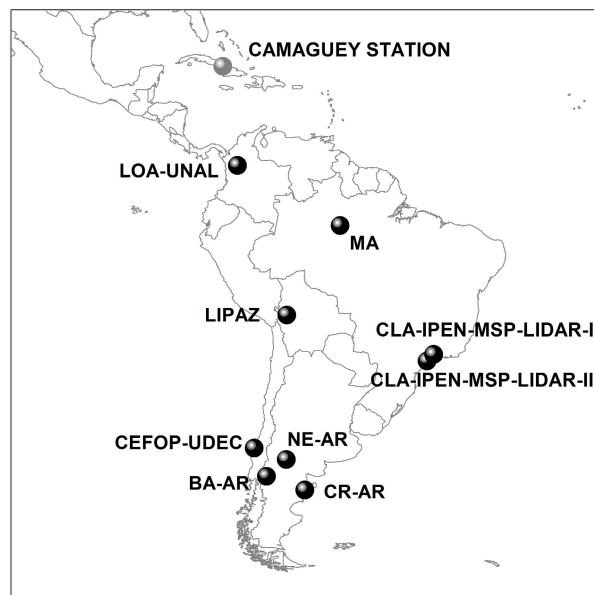 CAMAGUEY STATION
LOA-UNAL
MA
LIPAZ
CLA-IPEN-MSP-LIDAR-I
CLA-IPEN-MSP-LIDAR-II
CEFOP-UDEC
NE-AR
BA-AR
CR-AR